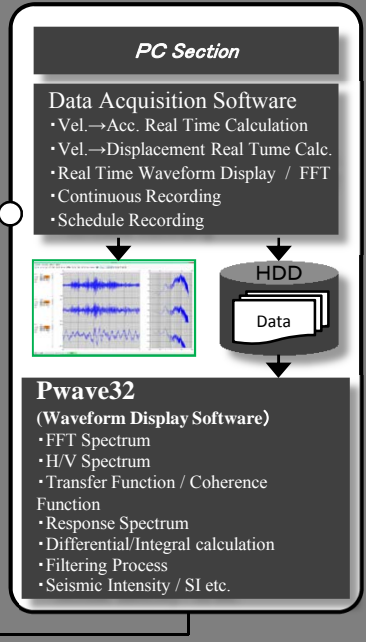 PC Section
Data Acquisition Software
・Vel.→Acc. Real Time Calculation
・Vel.→Displacement Real Tume Calc.
・Real Time Waveform Display / FFT
・Continuous Recording
・Schedule Recording
HDD
Data
Pwave32
(Waveform Display Software）
・FFT Spectrum
・H/V Spectrum
・Transfer Function / Coherence
Function
・Response Spectrum
・Differential/Integral calculation
・Filtering Process
・Seismic Intensity / SI etc.